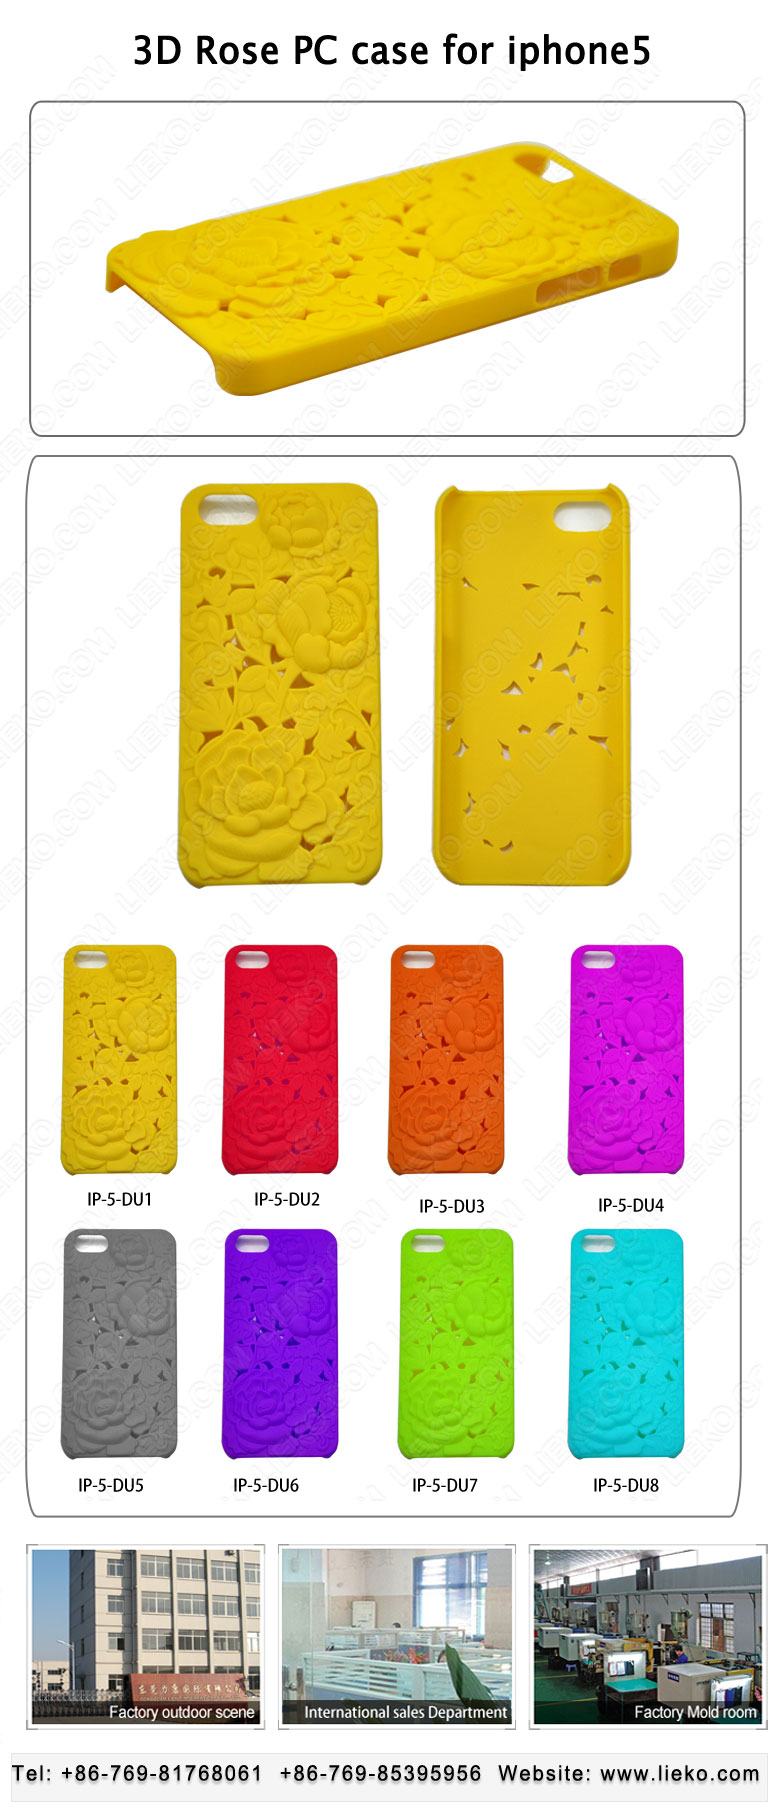 3D Rose PC case for iphone5
LIEKO.COM
IP-5-DU1
IP-5-DU2
IP-5-DU3
IP-5-DU4
IP-5-DU5
IP-5-DU6
IP-5-DU7
IP-5-DU8
Factory outdoor scene
International sales Department
Factory Mold room
Tel: +86-769-81768061 +86-769-85395956 Website: www.lieko.com